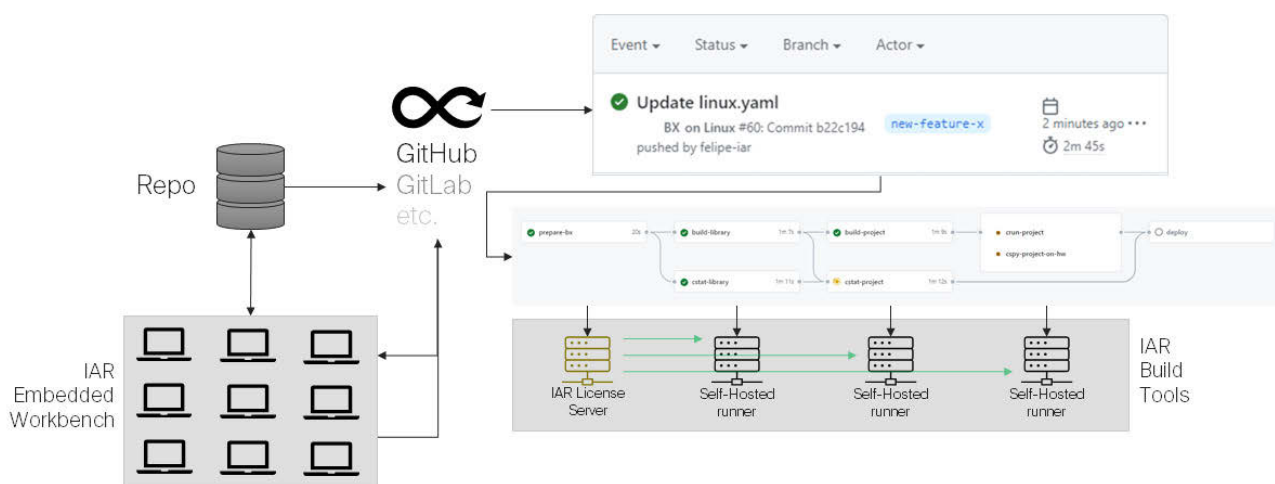 Event Status Branch Actor
Update linux.yaml
BX on Linux #60: Commit b22c194
pushed by felipe-iar
new-feature-x
2 minutes ago
2m 45s
GitHub
GitLab
etc.
Repo
prepare-bx 20s
build-library 1m 7s
build-project 1m 9s
crun-project
cspy-project-on-hw
deploy
cstat-library 1m 11s
cstat-project 1m 12s
IAR
Embedded
Workbench
IAR License
Server
Self-Hosted
runner
Self-Hosted
runner
Self-Hosted
runner
IAR
Build
Tools